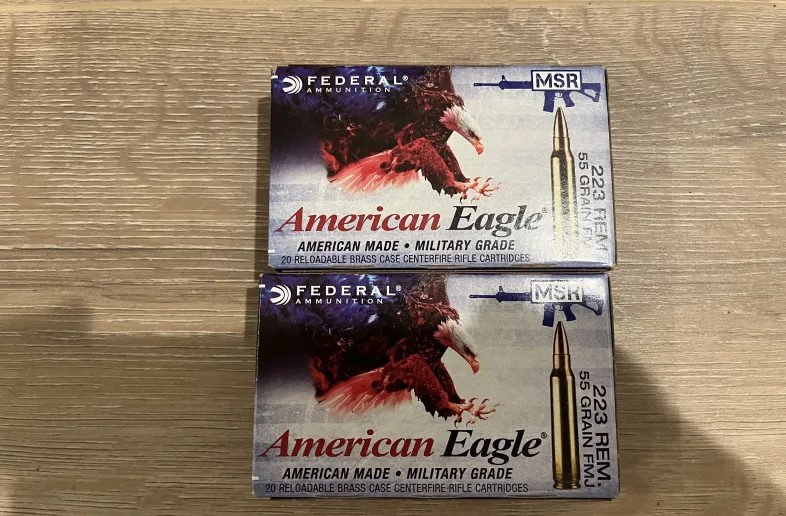 FEDERAL®
AMMUNITION
MSR
223 REM
55 GRAIN FM
American Eagle®
AMERICAN MADE • MILITARY GRADE
20 RELOADABLE BRASS CASE CENTERFIRE RIFLE CARTRIDGES
FEDERAL®
AMMUNITION
MSR
223 REM.
55 GRAIN FMJ
American Eagle®
AMERICAN MADE • MILITARY GRADE
20 RELOADABLE BRASS CASE CENTERFIRE RIFLE CARTRIDGES